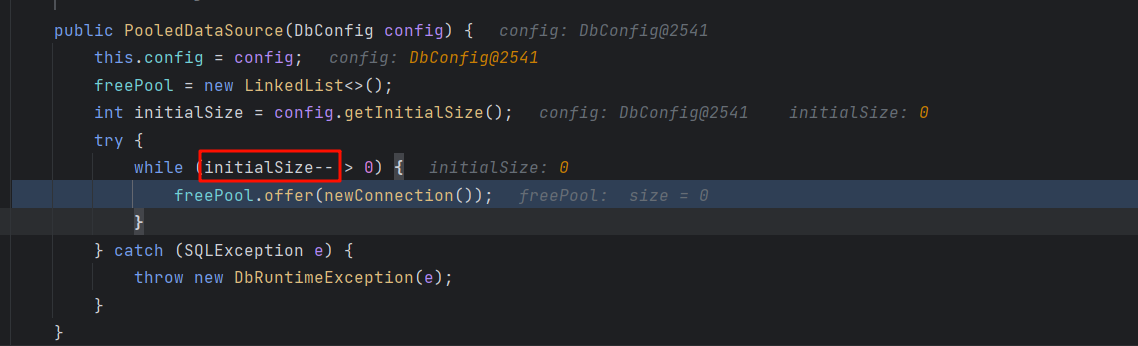 public PooledDataSource(DbConfig config) {   config: DbConfig@2541
    this.config = config;   config: DbConfig@2541
    freePool = new LinkedList<>();
    int initialSize = config.getInitialSize();   config: DbConfig@2541    initialSize: 0
    try {
        while (initialSize-- > 0) {   initialSize: 0
            freePool.offer(newConnection());   freePool:  size = 0
        }
    } catch (SQLException e) {
        throw new DbRuntimeException(e);
    }
}